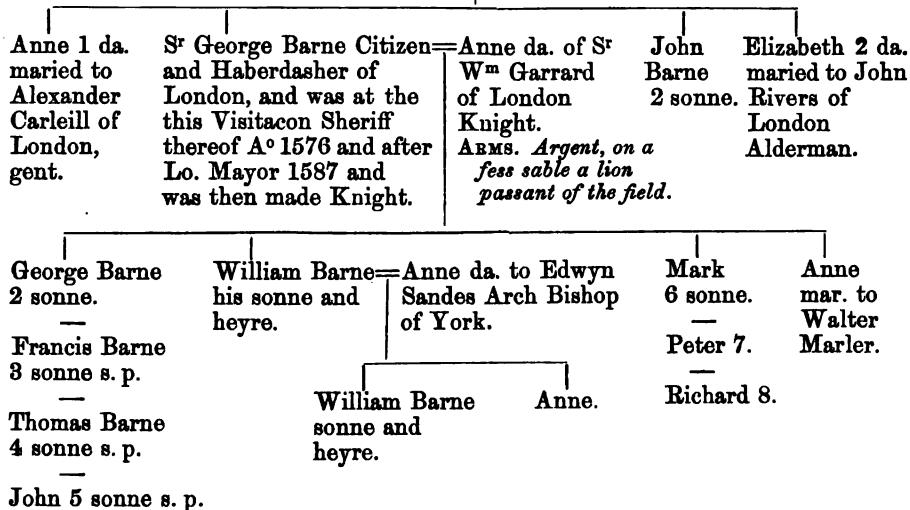 Anne 1 da.
maried to
Alexander
Carleill of
London,
gent.
Sr George Barne Citizen=
and Haberdasher of
London, and was at the
this Visitacon Sheriff
thereof Ao 1576 and after
Lo. Mayor 1587 and
was then made Knight.
Anne da. of Sr
Wm Garrard
of London
Knight.
ARMS. Argent, on a
fess sable a lion
passant of the field.
John
Barne
2 sonne.
Elizabeth 2 da.
maried to John
Rivers of
London
Alderman.
George Barne
2 sonne.
—
Francis Barne
3 sonne s. p.
—
Thomas Barne
4 sonne s. p.
—
John 5 sonne s. p.
William Barne=
his sonne and
heyre.
Anne da. to Edwyn
Sandes Arch Bishop
of York.
William Barne
sonne and
heyre.
Anne.
Mark
6 sonne.
—
Peter 7.
—
Richard 8.
Anne
mar. to
Walter
Marler.